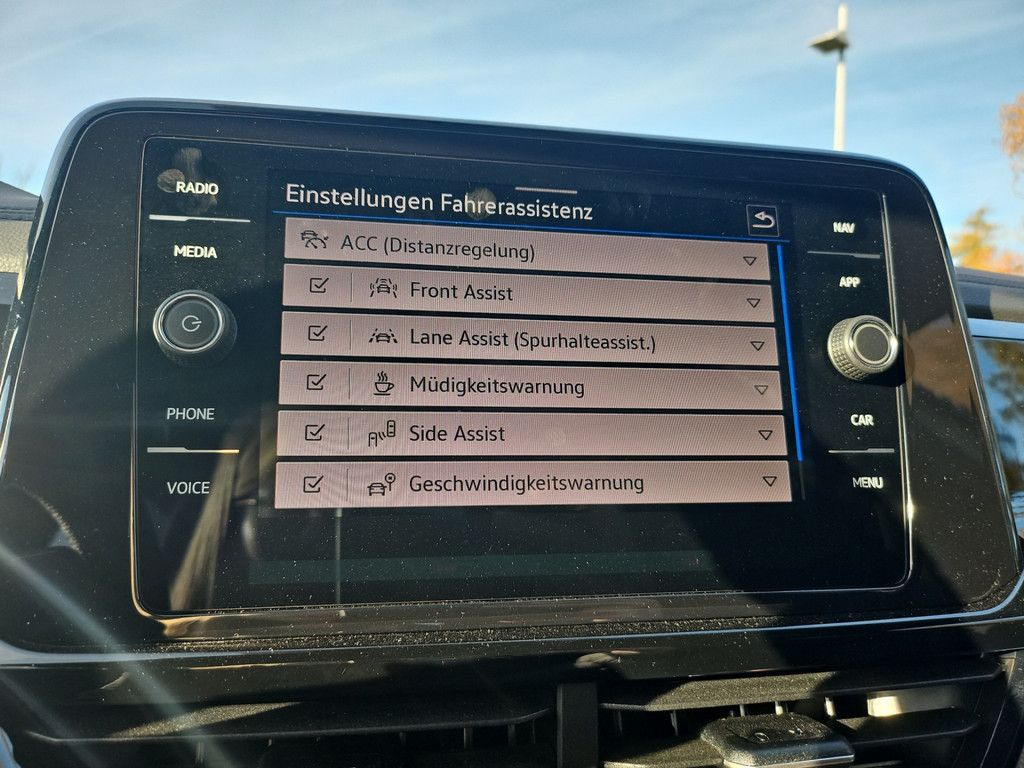 RADIO
MEDIA
PHONE
VOICE
Einstellungen Fahrerassistenz
ACC (Distanzregelung)
Front Assist
Lane Assist (Spurhalteassist.)
Müdigkeitswarnung
Side Assist
Geschwindigkeitswarnung
NAV
APP
CAR
MENU